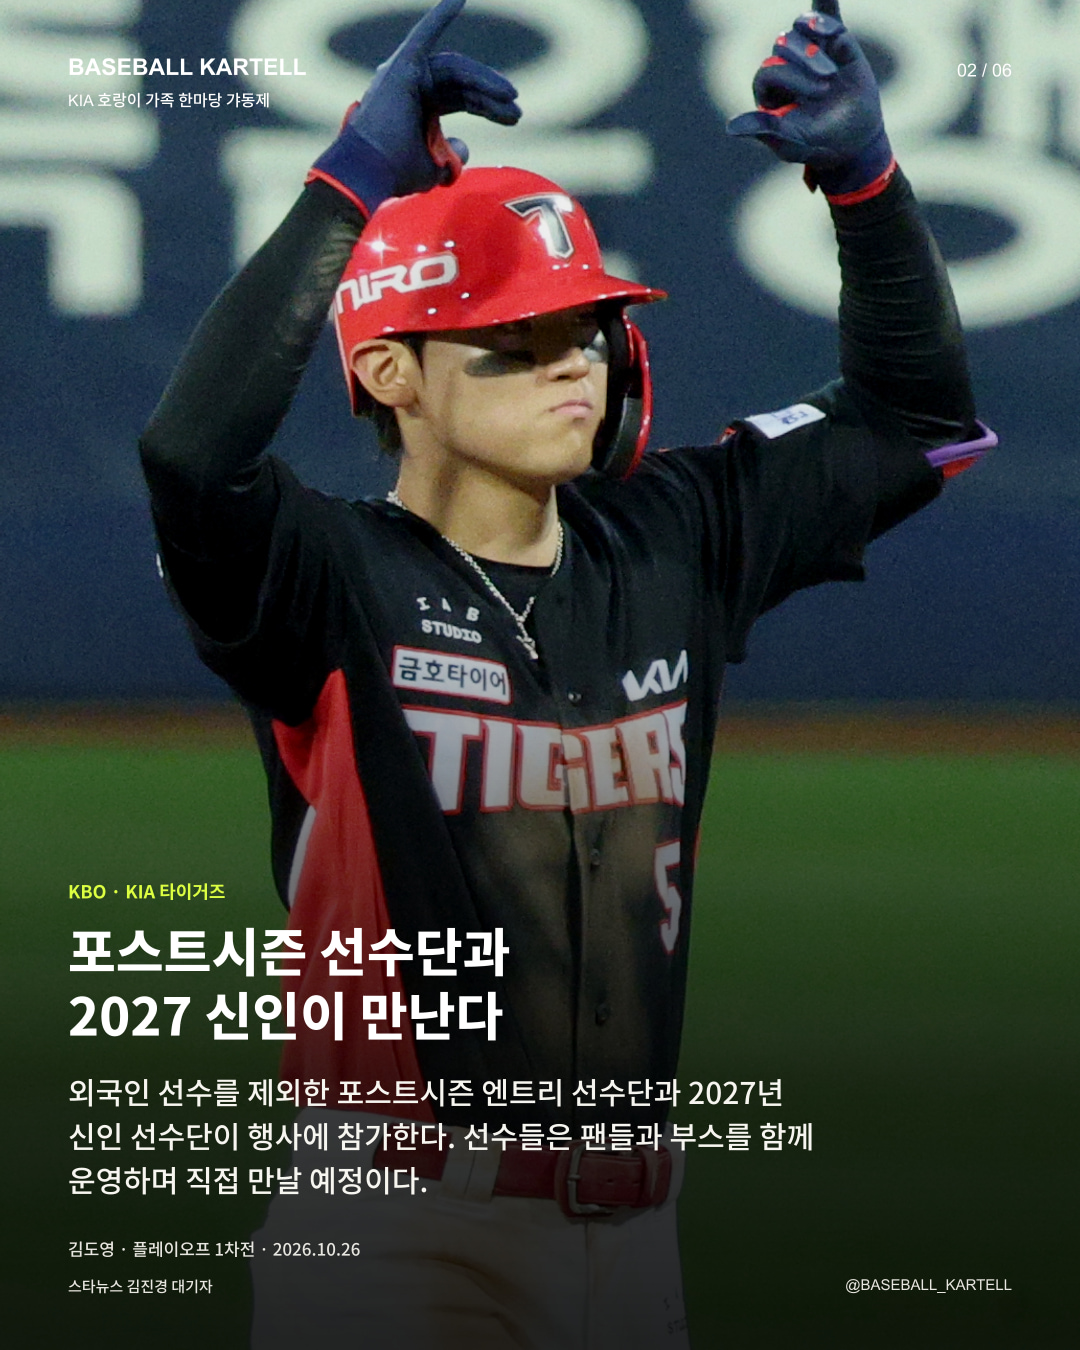 BASEBALL KARTELL
KIA 호랑이 가족 한마당 가동제
02 / 06
T
NIRO
IAB
STUDIO
금호타이어
KIA
TIGERS
5
KBO · KIA 타이거즈
포스트시즌 선수단과
2027 신인이 만난다
외국인 선수를 제외한 포스트시즌 엔트리 선수단과 2027년
신인 선수단이 행사에 참가한다. 선수들은 팬들과 부스를 함께
운영하며 직접 만날 예정이다.
김도영 · 플레이오프 1차전 · 2026.10.26
스타뉴스 김진경 대기자
@BASEBALL_KARTELL